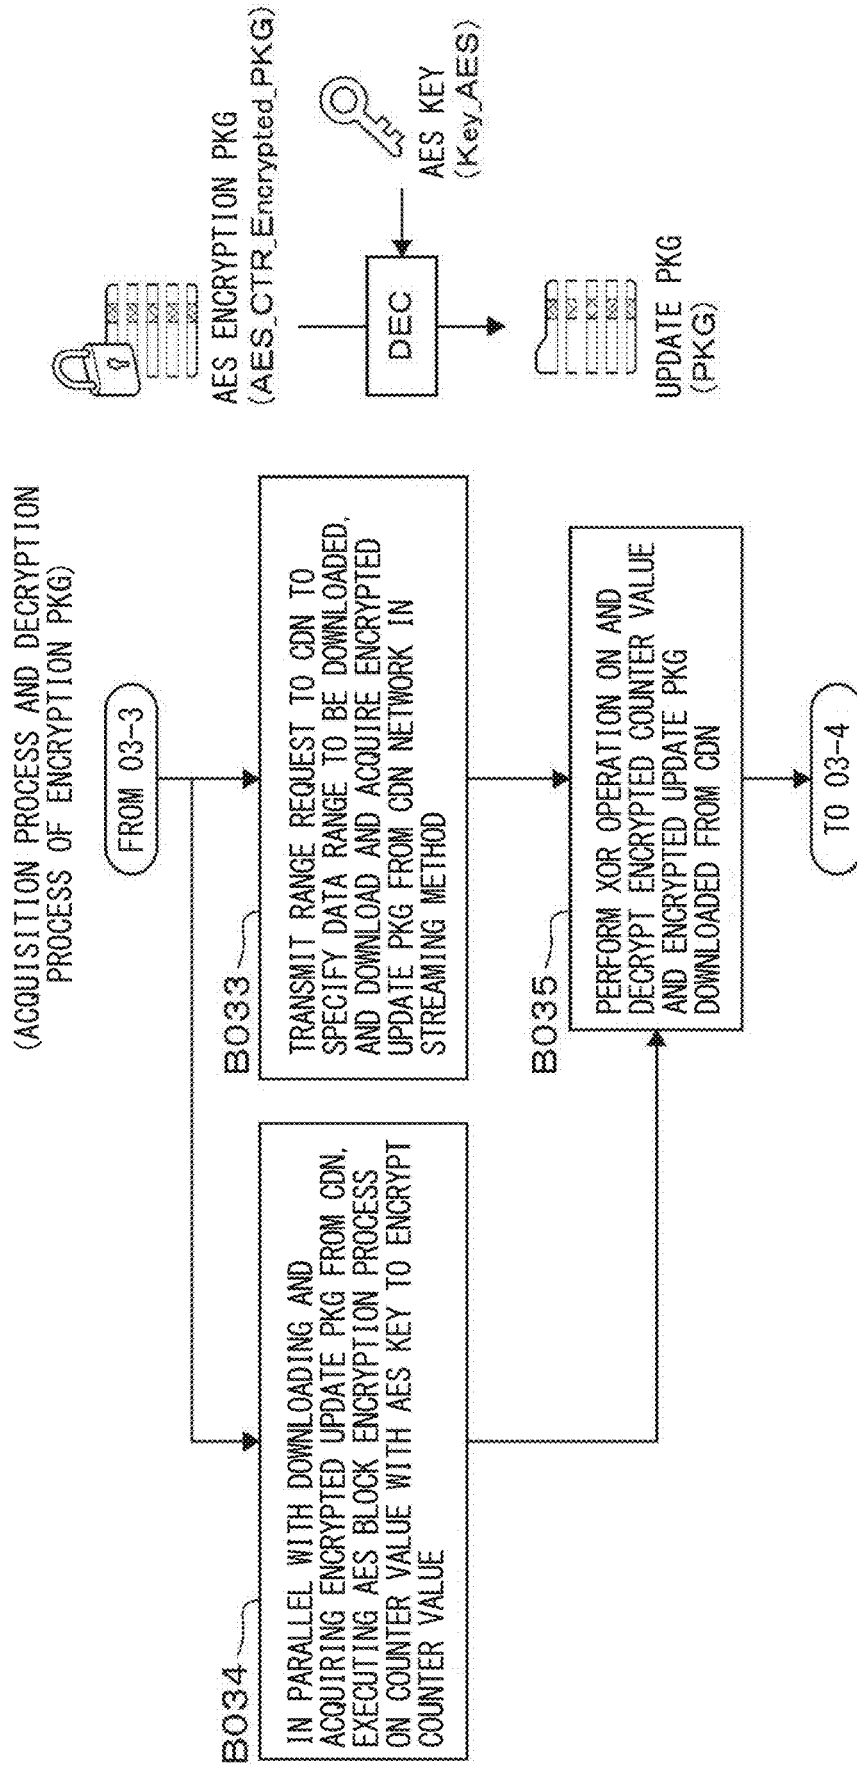 (ACQUISITION PROCESS AND DECRYPTION
PROCESS OF ENCRYPTION PKG)
FROM 03-3
B034
IN PARALLEL WITH DOWNLOADING AND
ACQUIRING ENCRYPTED UPDATE PKG FROM CDN,
EXECUTING AES BLOCK ENCRYPTION PROCESS
ON COUNTER VALUE WITH AES KEY TO ENCRYPT
COUNTER VALUE
B033
TRANSMIT RANGE REQUEST TO CDN TO
SPECIFY DATA RANGE TO BE DOWNLOADED,
AND DOWNLOAD AND ACQUIRE ENCRYPTED
UPDATE PKG FROM CDN NETWORK IN
STREAMING METHOD
B035
PERFORM XOR OPERATION ON AND
DECRYPT ENCRYPTED COUNTER VALUE
AND ENCRYPTED UPDATE PKG
DOWNLOADED FROM CDN
TO 03-4
AES ENCRYPTION PKG
(AES_CTR_Encrypted_PKG)
DEC
AES KEY
(Key_AES)
UPDATE PKG
(PKG)